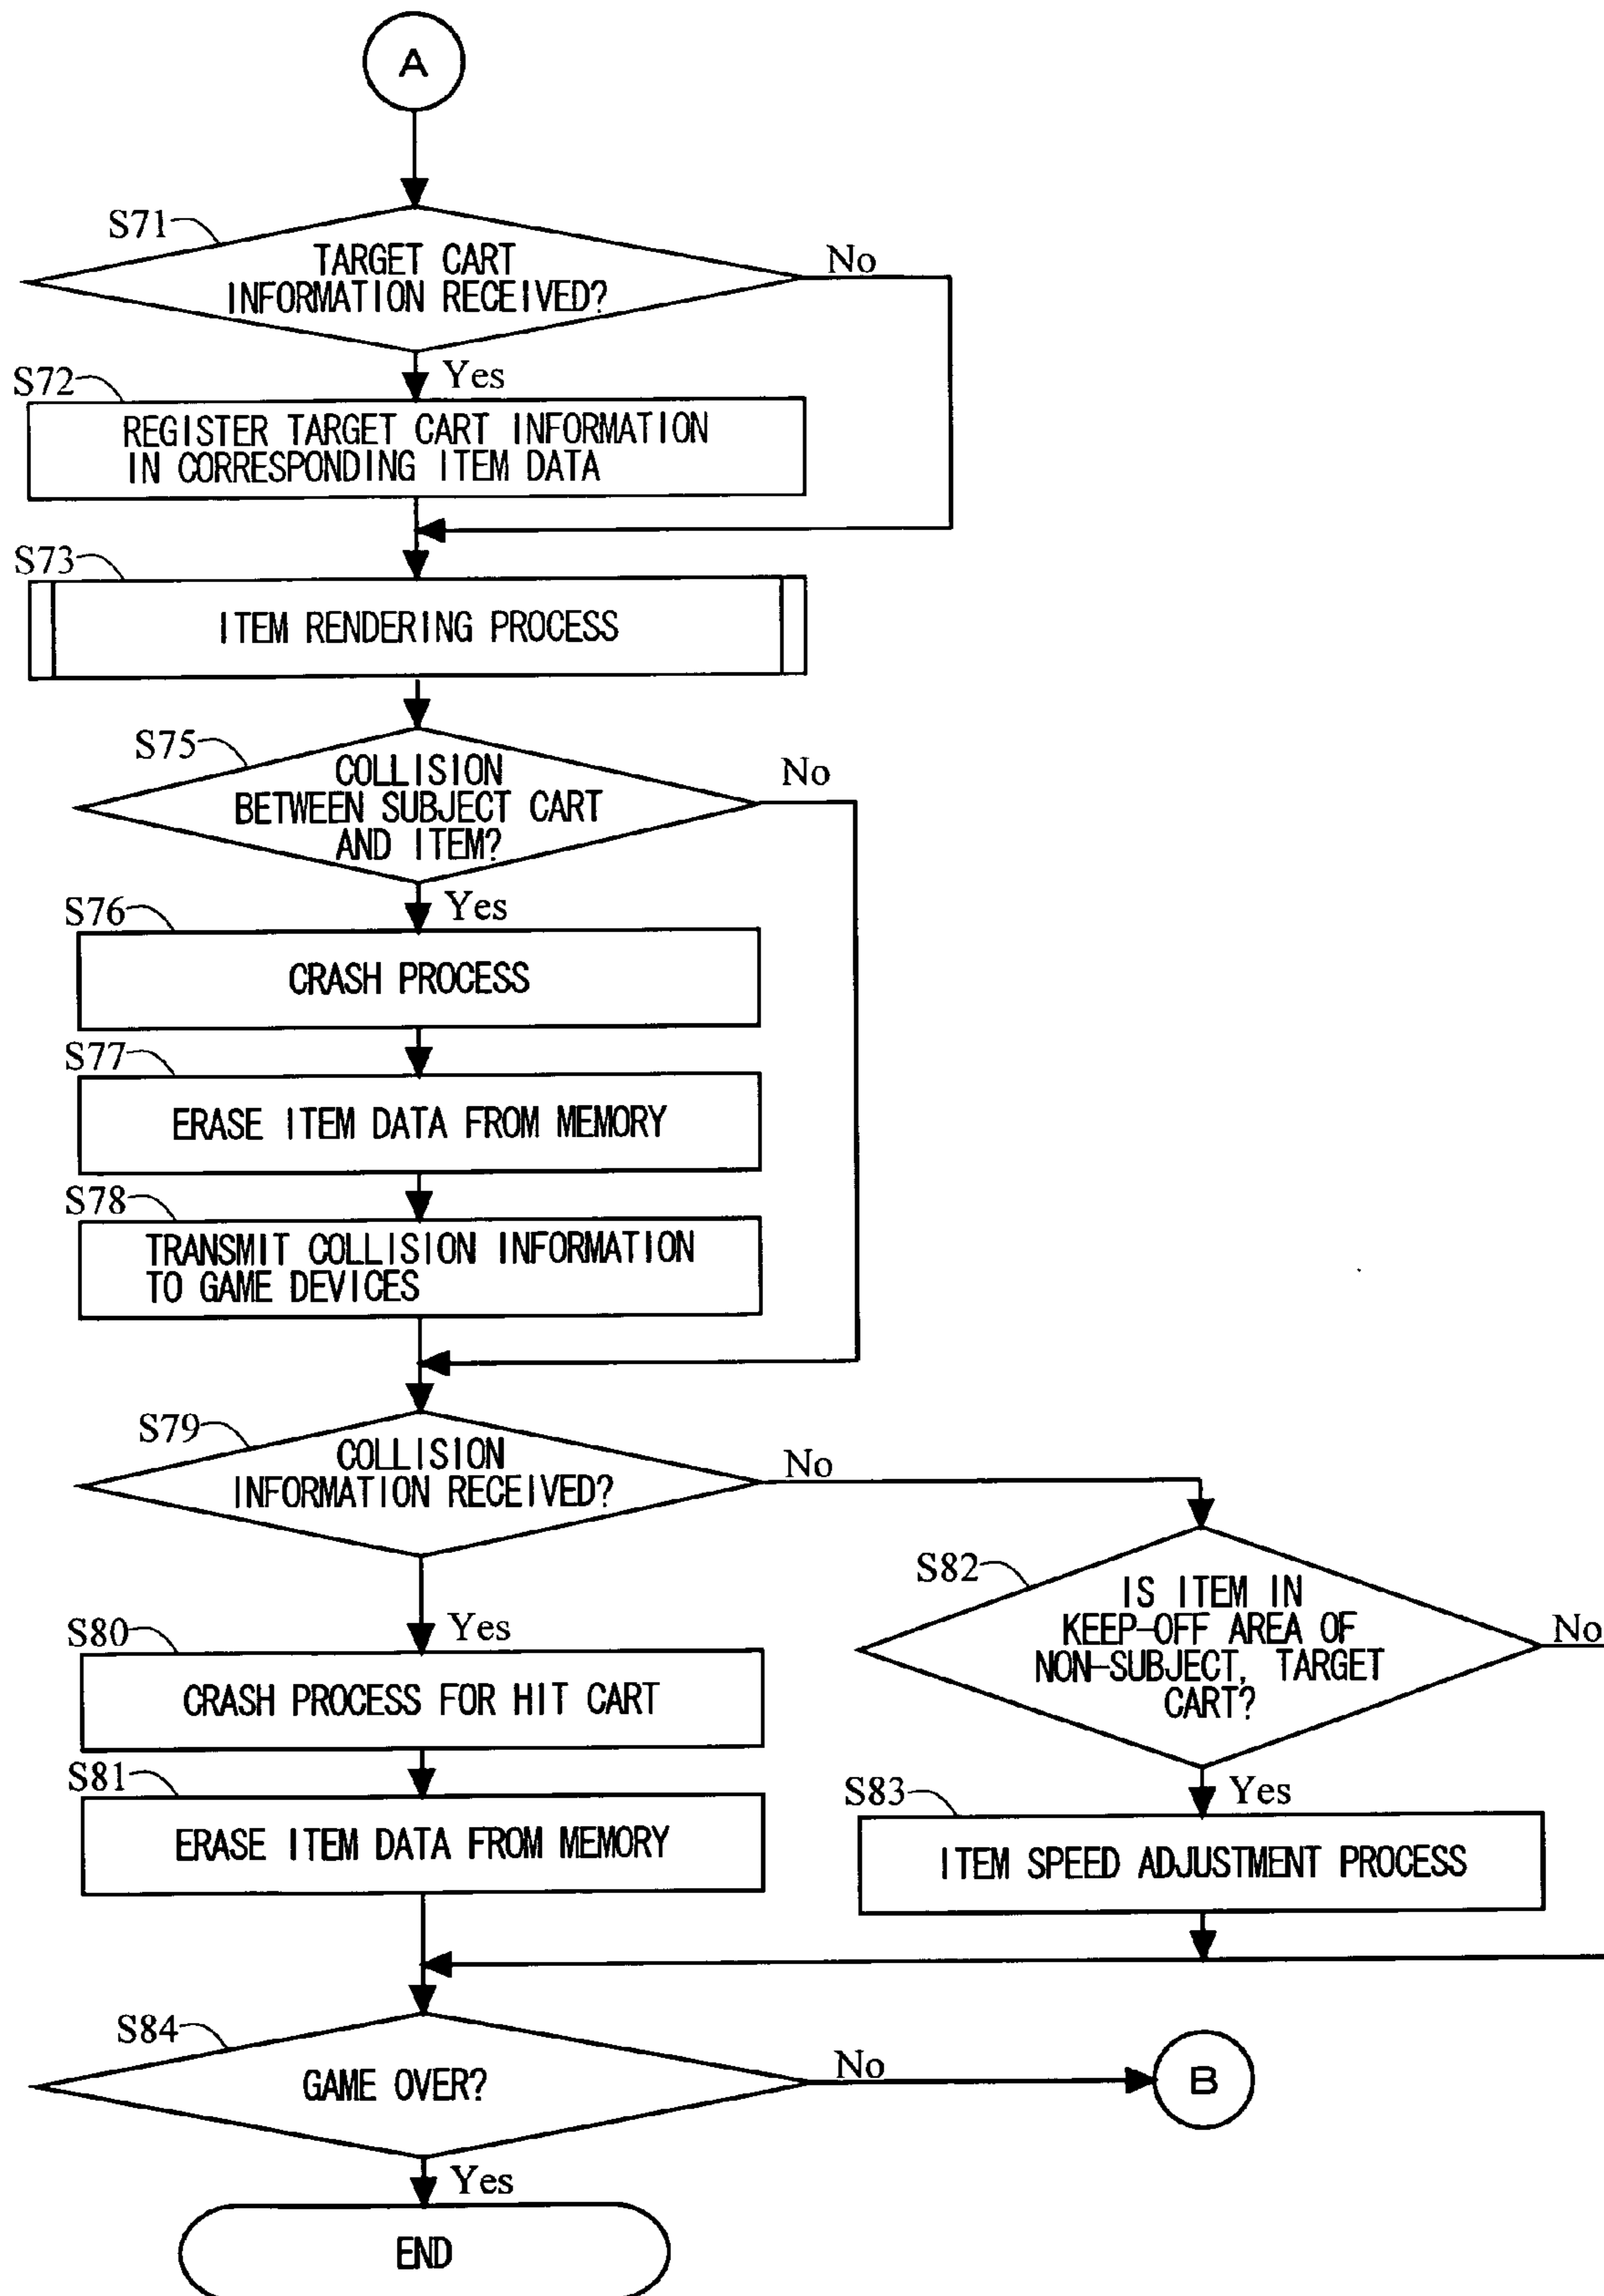 A
S71
TARGET CART
INFORMATION RECEIVED?
No
Yes
S72
REGISTER TARGET CART INFORMATION
IN CORRESPONDING ITEM DATA
S73
ITEM RENDERING PROCESS
S75
COLLISION
BETWEEN SUBJECT CART
AND ITEM?
No
Yes
S76
CRASH PROCESS
S77
ERASE ITEM DATA FROM MEMORY
S78
TRANSMIT COLLISION INFORMATION
TO GAME DEVICES
S79
COLLISION
INFORMATION RECEIVED?
No
Yes
S82
IS ITEM IN
KEEP-OFF AREA OF
NON-SUBJECT, TARGET
CART?
No
Yes
S80
CRASH PROCESS FOR HIT CART
S81
ERASE ITEM DATA FROM MEMORY
S83
ITEM SPEED ADJUSTMENT PROCESS
S84
GAME OVER?
No
B
Yes
END